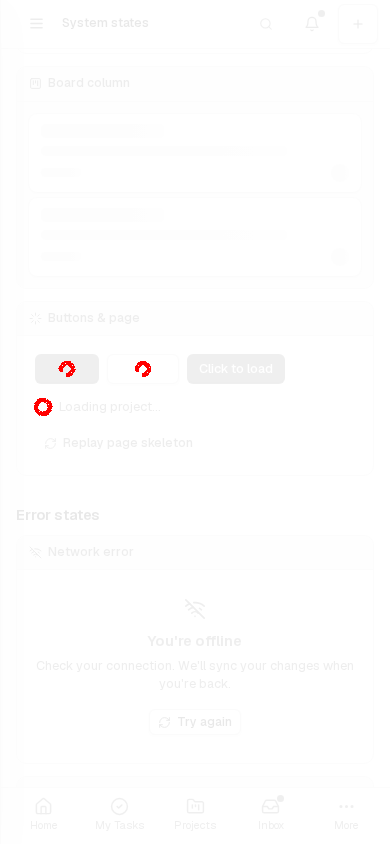 System states
Board column
Buttons & page
Click to load
Loading project...
Replay page skeleton
Error states
Network error
You're offline
Check your connection. We'll sync your changes when
you're back.
Try again
Home
My Tasks
Projects
Inbox
More